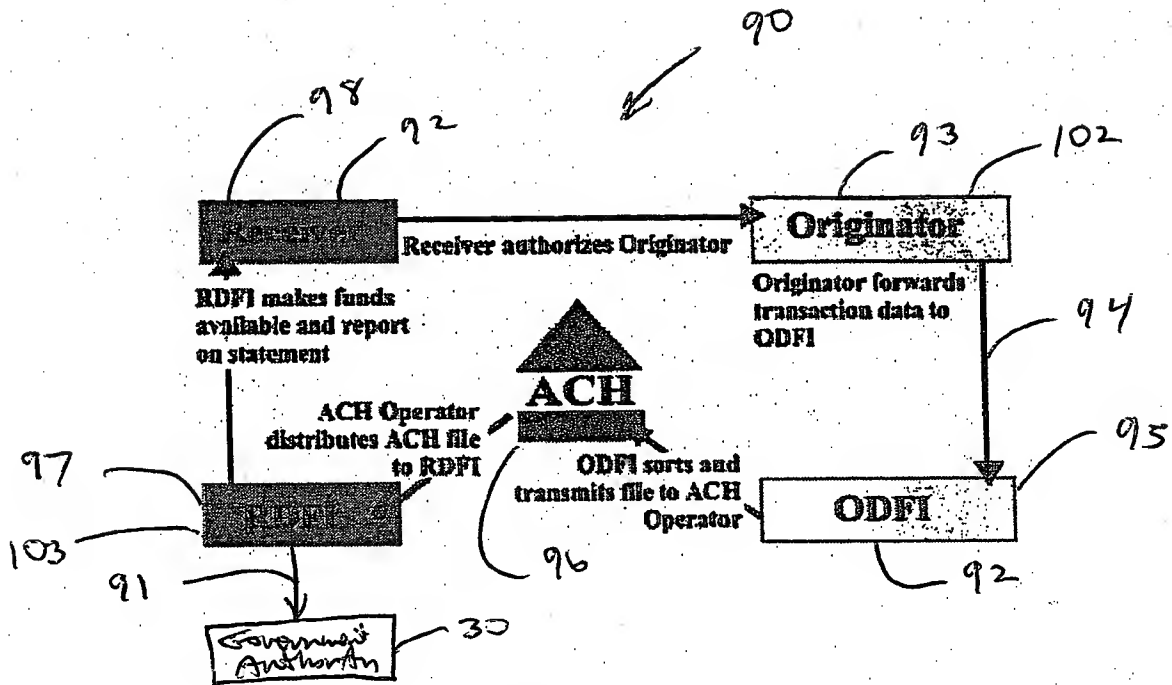 90
98
92
93
102
Receiver
Originator
Receiver authorizes Originator
RDFI makes funds
available and report
on statement
Originator forwards
transaction data to
ODFI
94
ACH
ACH Operator
distributes ACH file
to RDFI
ODFI sorts and
transmits file to ACH
Operator
97
103
RDFI
ODFI
95
96
92
91
Government
30